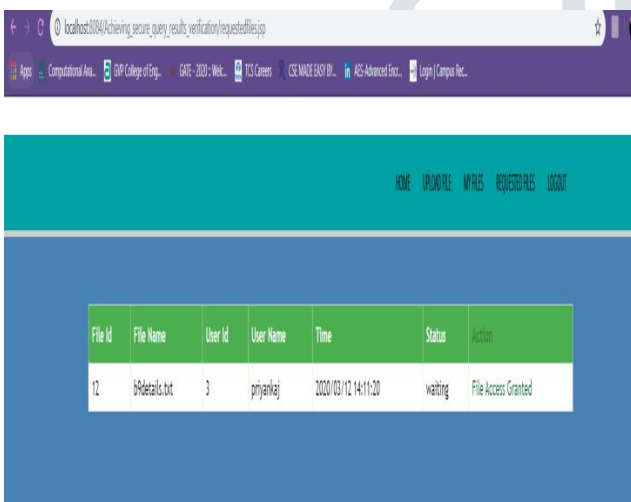 localhost:8084/Achieving_secure_query_results_verification/requestedfiles.jsp
Apps Computational Ana... GVP College of Eng... GATE - 2020 : Welc... TCS Careers CSE MADE EASY BY... AES-Advanced Encr... Login | Campus Rec...
HOME UPLOAD FILE MY FILES REQUESTED FILES LOGOUT
File Id File Name User Id User Name Time Status Action
12 b9details.txt 3 priyankaj 2020/03/12 14:11:20 waiting File Access Granted